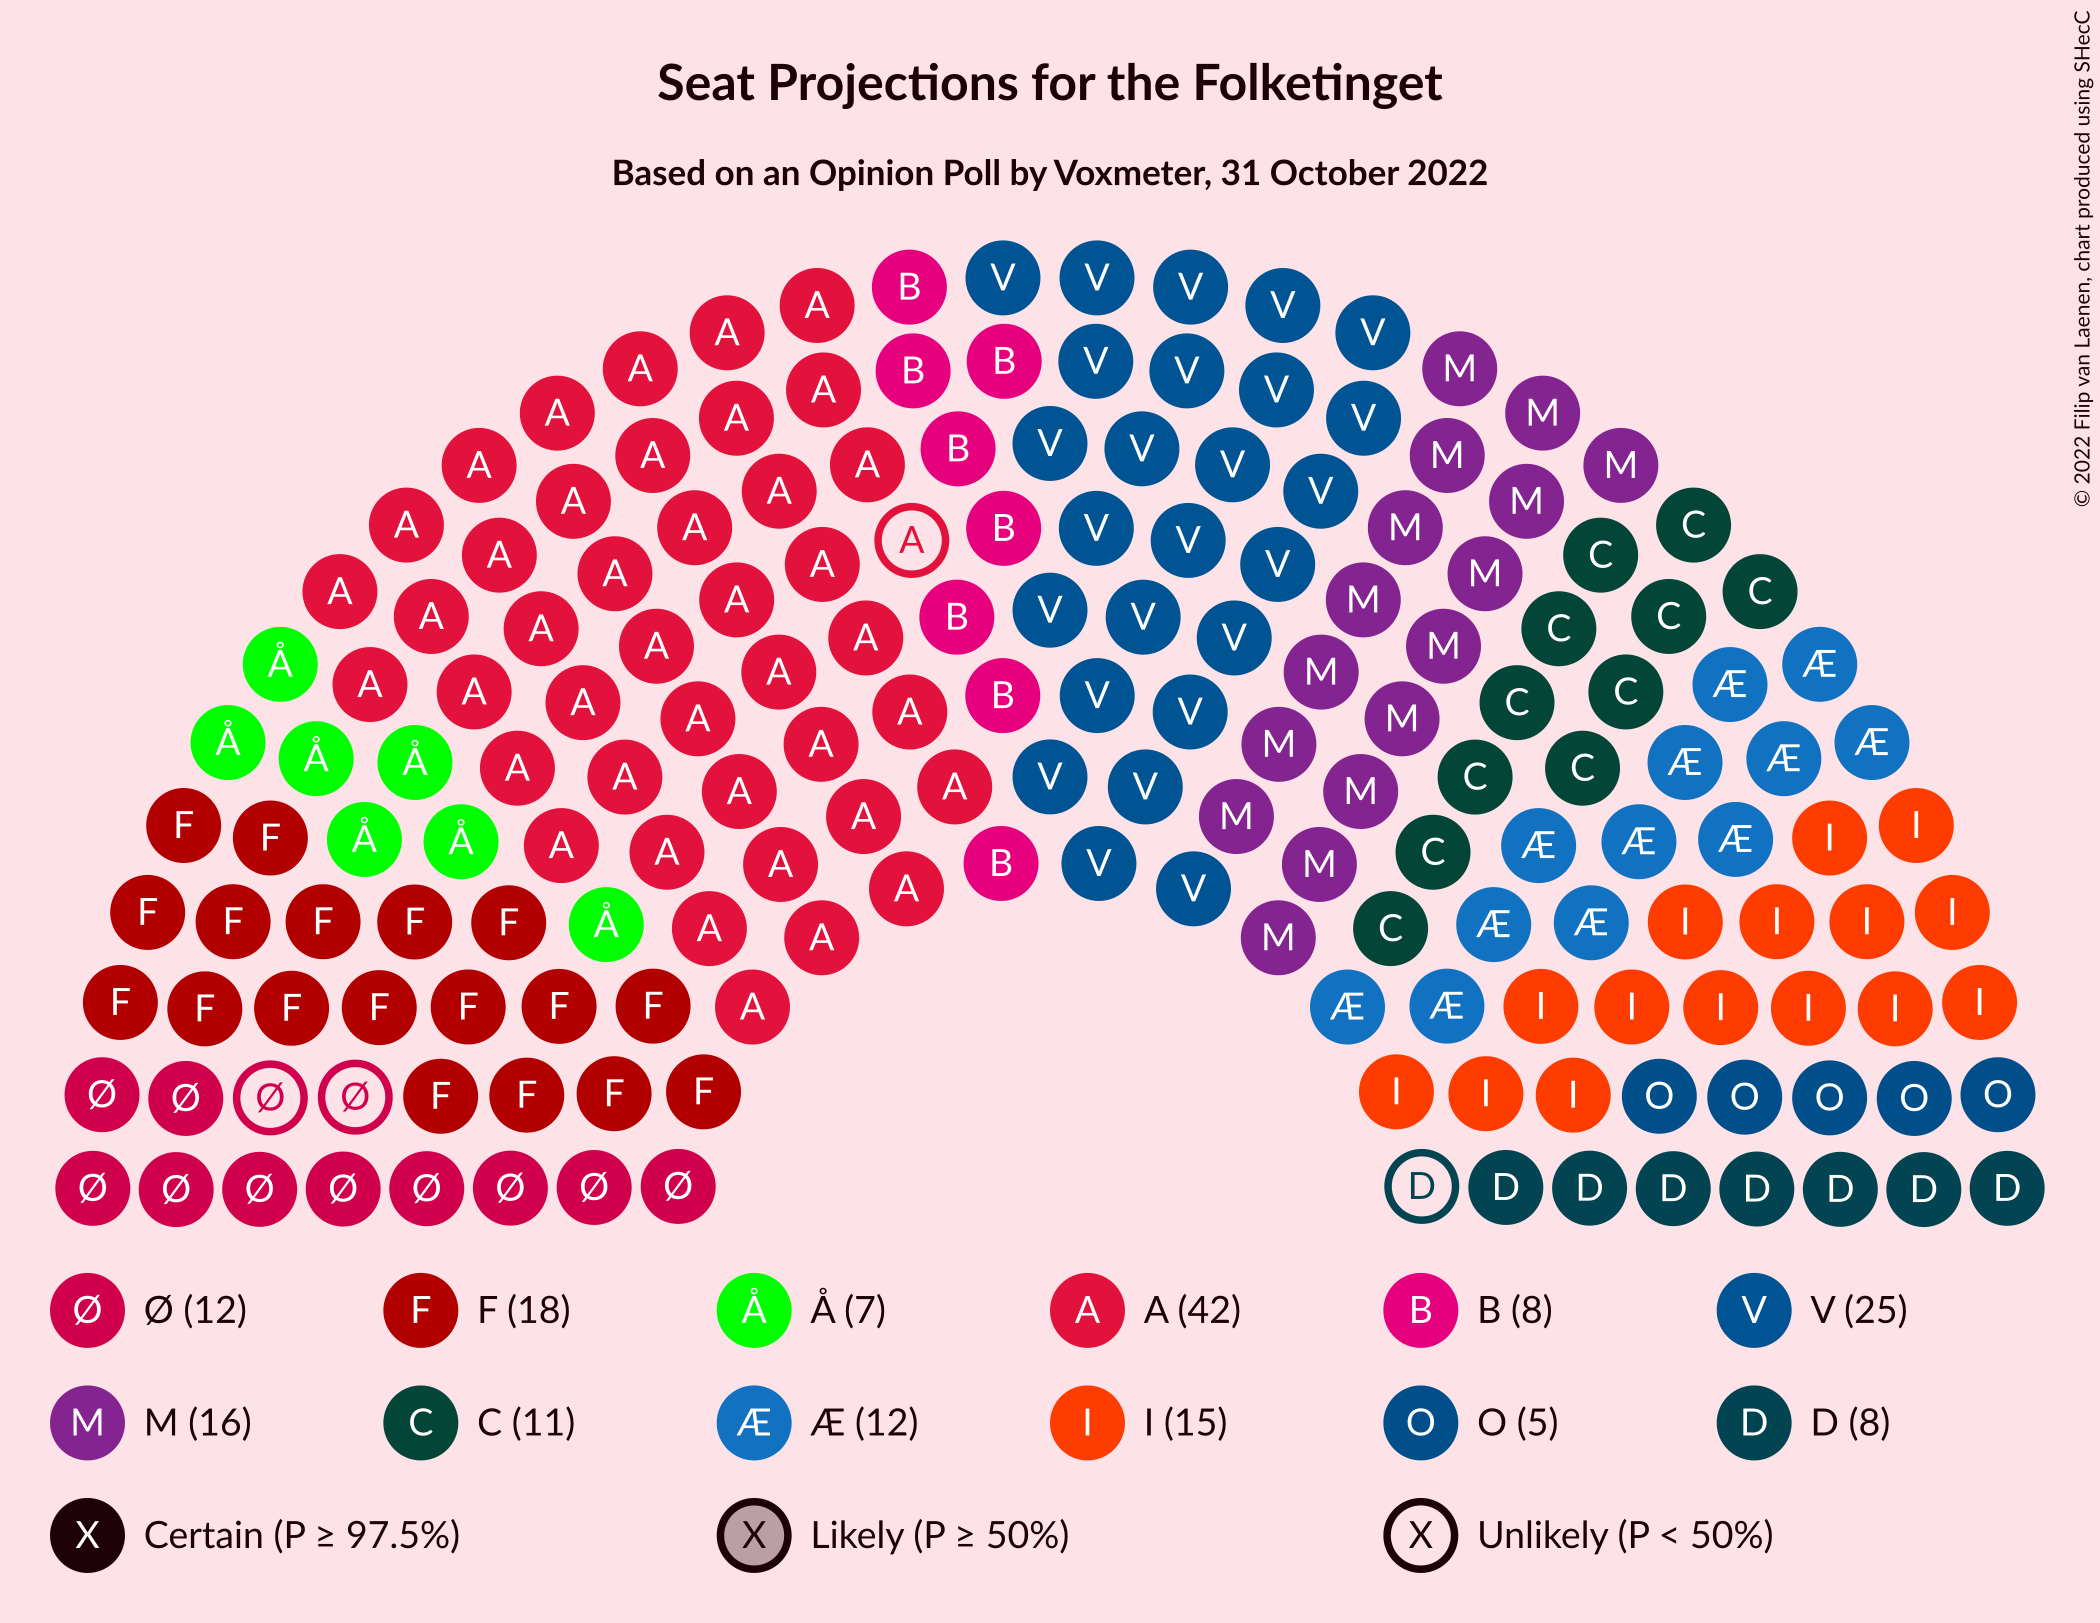 Seat Projections for the Folketinget
Based on an Opinion Poll by Voxmeter, 31 October 2022
© 2022 Filip van Laenen, chart produced using SHecC
B V V V V V
A A A M M M
A A B B V V V V M M M
A A A A A A B V V V V M M C C C
A A A A A A A B V V V M M C C C
A A A A A A B V V V M M C C Æ Æ
Å A A A A A A B V V M M C C Æ Æ Æ
Å Å Å A A A A A V V M M C C Æ Æ Æ
F F Å Å A A A A B V V M C Æ Æ Æ I I
F F F F F Å A A M C Æ Æ I I I I
F F F F F F F A Æ Æ I I I I I I
Ø Ø Ø Ø F F F F I I I O O O O O
Ø Ø Ø Ø Ø Ø Ø Ø D D D D D D D D
Ø Ø (12) F F (18) Å Å (7) A A (42) B B (8) V V (25)
M M (16) C C (11) Æ Æ (12) I I (15) O O (5) D D (8)
X Certain (P ≥ 97.5%) X Likely (P ≥ 50%) X Unlikely (P < 50%)